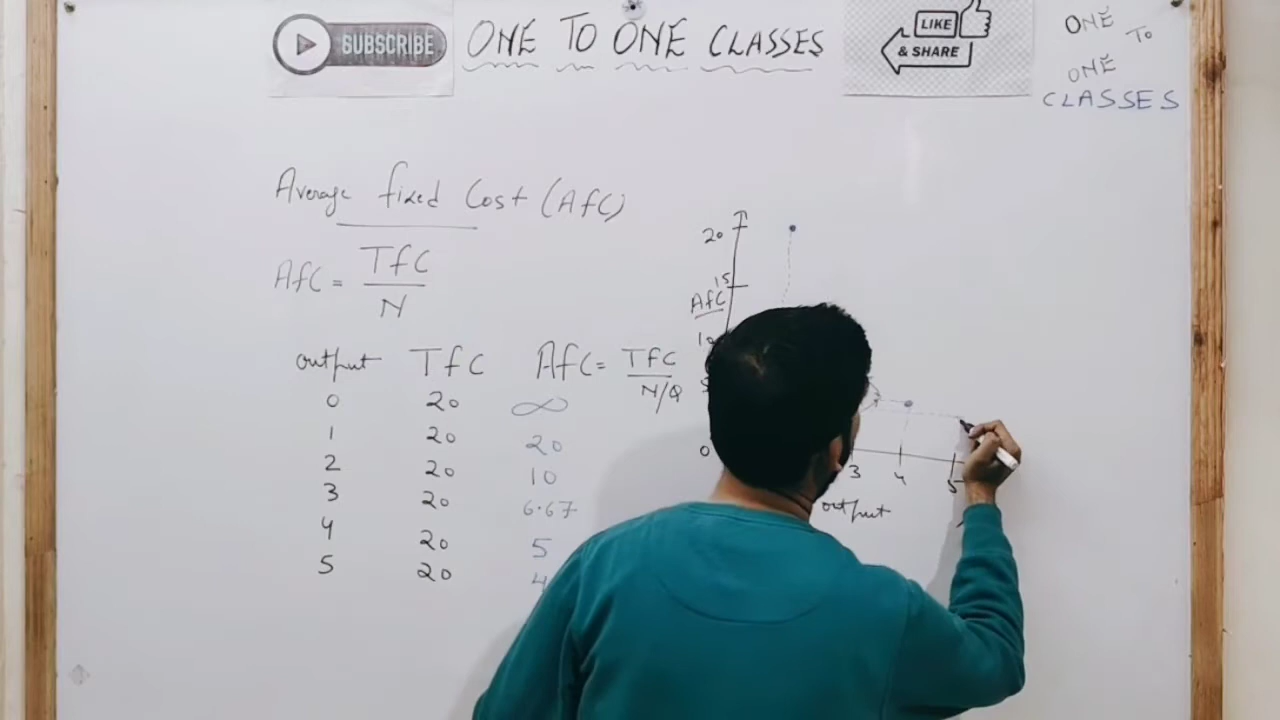 SUBSCRIBE
ONE TO ONE CLASSES
LIKE
& SHARE
ONE
TO
ONE
CLASSES
Average fixed Cost (AfC)
AfC = TfC
N
output TfC AfC = TfC
N/Q
0 20 ∞
1 20 20
2 20 10
3 20 6.67
4 20 5
5 20 4
20
15
AfC
0
3 4 5
output